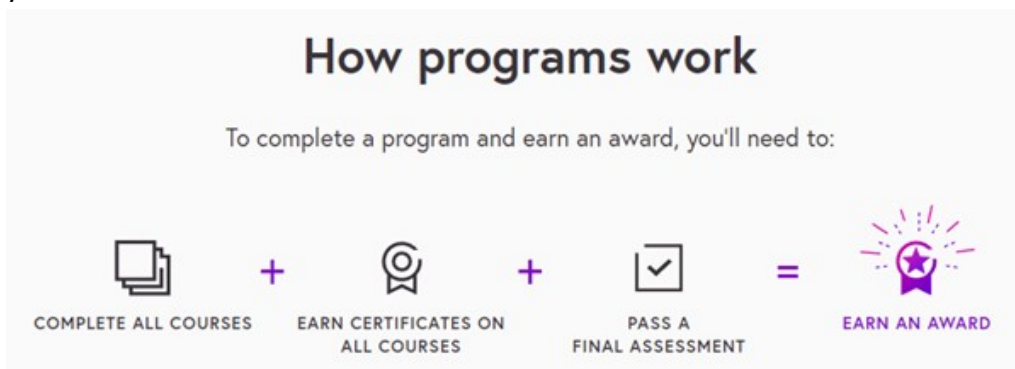 How programs work
To complete a program and earn an award, you'll need to:
+ + =
COMPLETE ALL COURSES
EARN CERTIFICATES ON
ALL COURSES
PASS A
FINAL ASSESSMENT
EARN AN AWARD